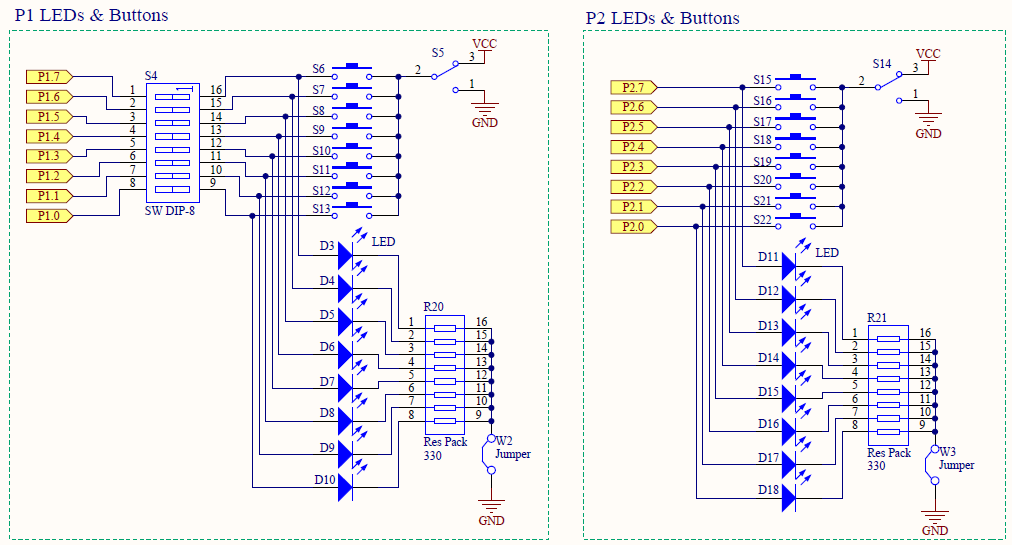 P1 LEDs & Buttons
P1.7
P1.6
P1.5
P1.4
P1.3
P1.2
P1.1
P1.0
S4
1
2
3
4
5
6
7
8
16
15
14
13
12
11
10
9
SW DIP-8
S6
S7
S8
S9
S10
S11
S12
S13
S5
2
VCC
3
1
GND
LED
D3
D4
D5
D6
D7
D8
D9
D10
R20
1
2
3
4
5
6
7
8
16
15
14
13
12
11
10
9
Res Pack
330
W2
Jumper
GND
P2 LEDs & Buttons
P2.7
P2.6
P2.5
P2.4
P2.3
P2.2
P2.1
P2.0
S15
S16
S17
S18
S19
S20
S21
S22
S14
2
VCC
3
1
GND
LED
D11
D12
D13
D14
D15
D16
D17
D18
R21
1
2
3
4
5
6
7
8
16
15
14
13
12
11
10
9
Res Pack
330
W3
Jumper
GND